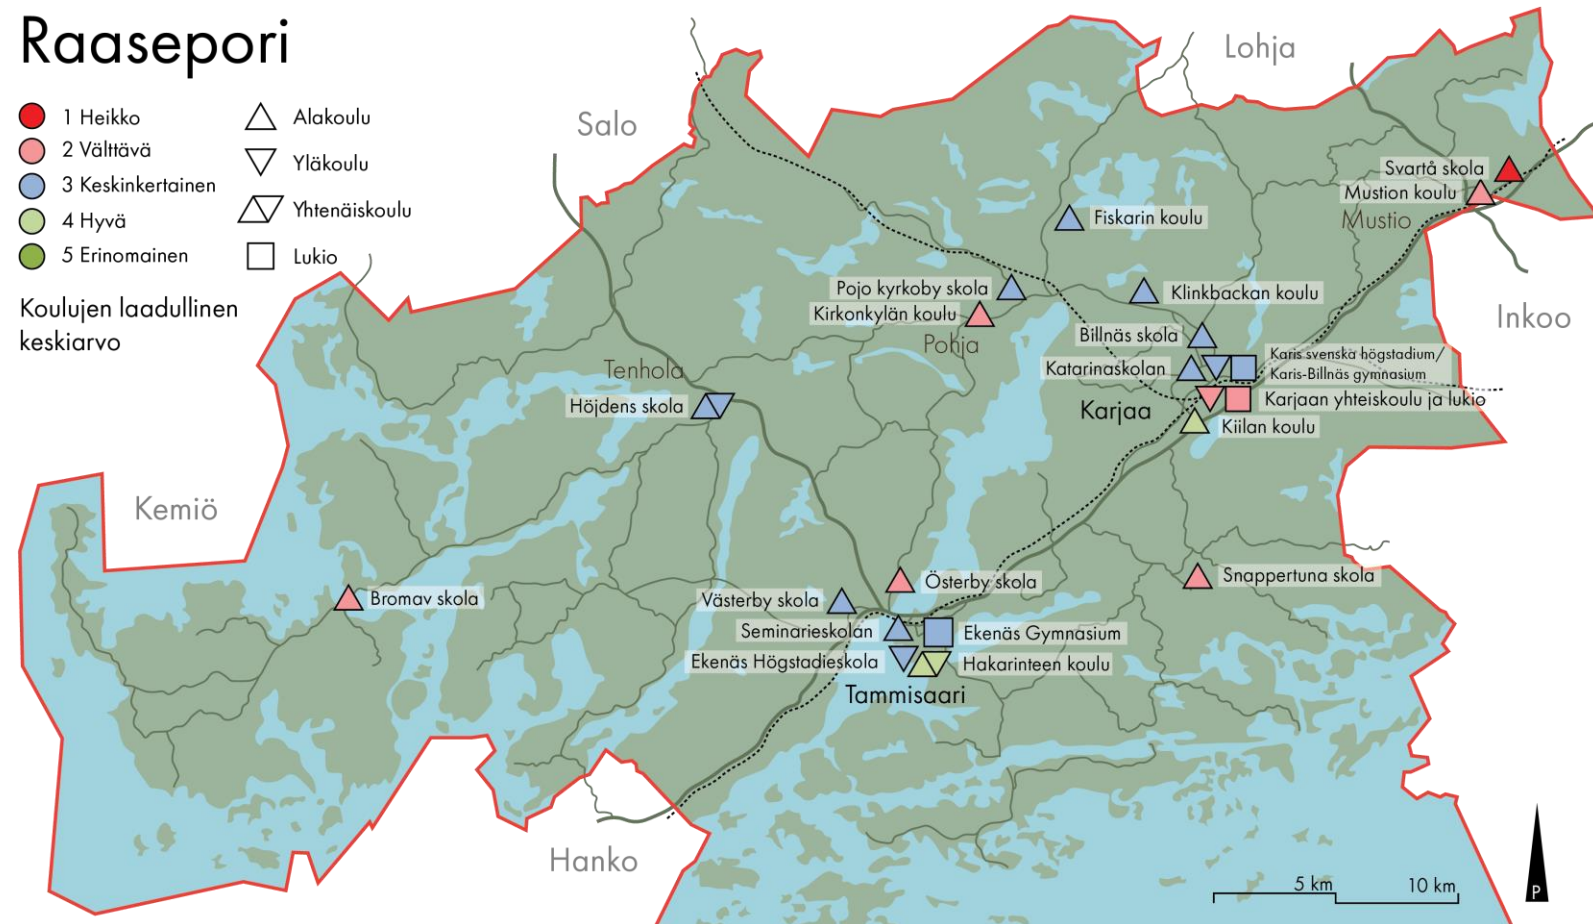 Raasepori
1 Heikko
2 Välttävä
3 Keskinkertainen
4 Hyvä
5 Erinomainen
Alakoulu
Yläkoulu
Yhtenäiskoulu
Lukio
Koulujen laadullinen
keskiarvo
Lohja
Salo
Svartå skola
Mustion koulu
Mustio
Fiskarin koulu
Pojo kyrkoby skola
Klinkbackan koulu
Kirkonkylän koulu
Inkoo
Pohja
Billnäs skola
Karis svenska högstadium/
Karis-Billnäs gymnasium
Tenhola
Katarinaskolan
Karjaan yhteiskoulu ja lukio
Höjdens skola
Karjaa
Kiilan koulu
Kemiö
Österby skola
Snappertuna skola
Bromav skola
Västerby skola
Seminarieskolan
Ekenäs Gymnasium
Ekenäs Högstadieskola
Hakarinteen koulu
Tammisaari
Hanko
5 km
10 km
P